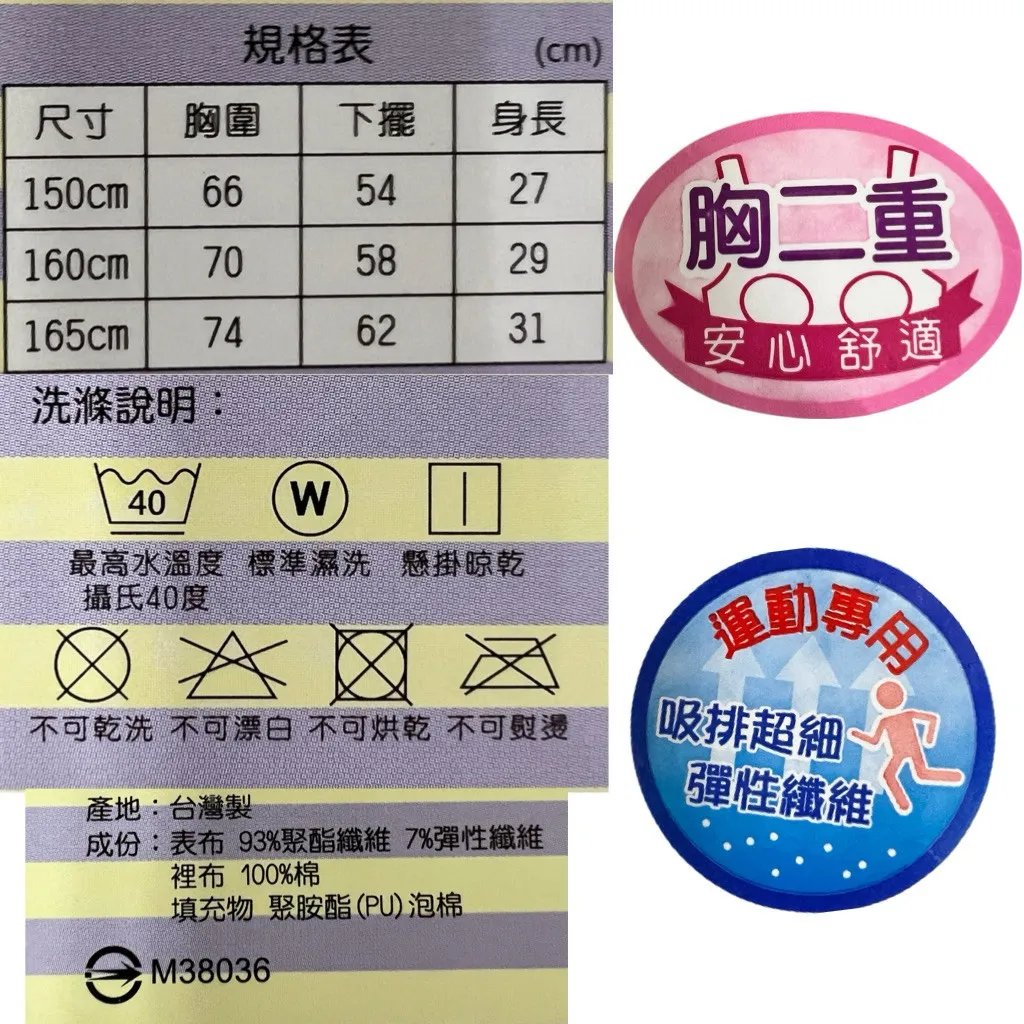 規格表 (cm)
尺寸 胸圍 下擺 身長
150cm 66 54 27
160cm 70 58 29
165cm 74 62 31
洗滌說明：
40 W
最高水溫度 標準濕洗 懸掛晾乾
攝氏40度
不可乾洗 不可漂白 不可烘乾 不可熨燙
產地：台灣製
成份：表布 93%聚酯纖維 7%彈性纖維
裡布 100%棉
填充物 聚胺酯(PU)泡棉
M38036
胸二重
安心舒適
運動專用
吸排超細
彈性纖維